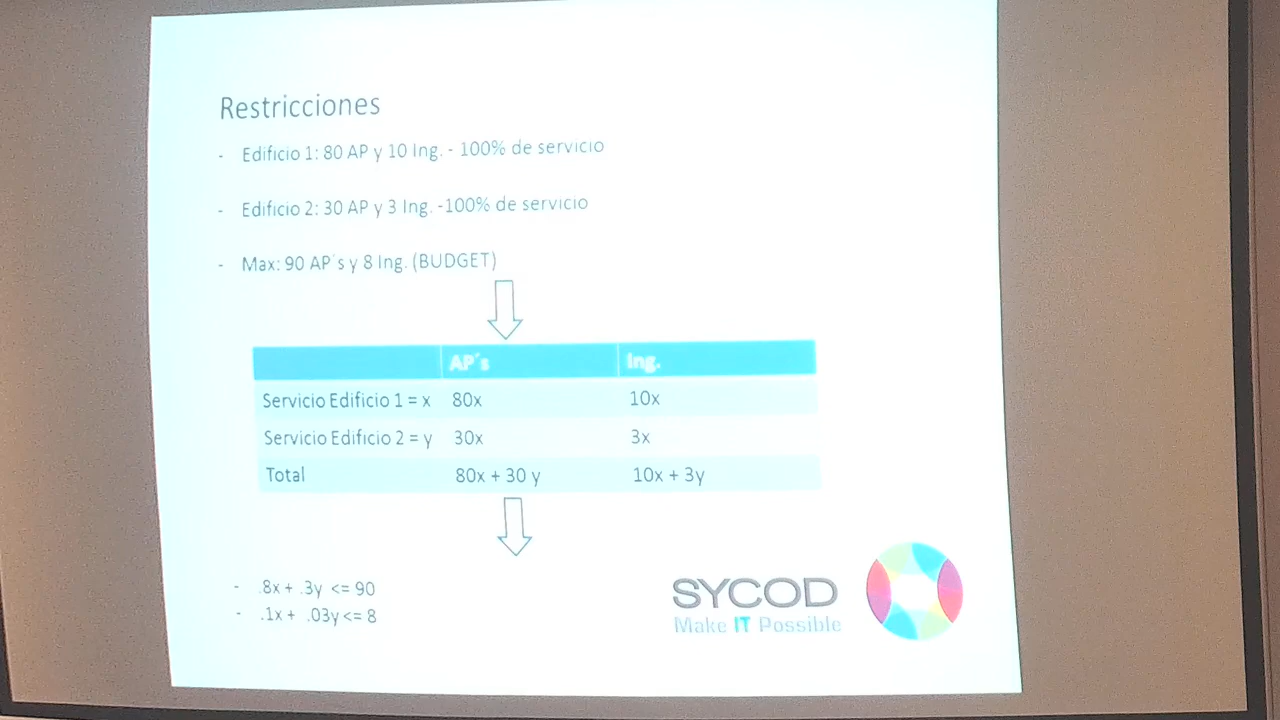 Restricciones
- Edificio 1: 80 AP y 10 Ing. - 100% de servicio
- Edificio 2: 30 AP y 3 Ing. -100% de servicio
- Max: 90 AP´s y 8 Ing. (BUDGET)
AP´s Ing.
Servicio Edificio 1 = x 80x 10x
Servicio Edificio 2 = y 30x 3x
Total 80x + 30 y 10x + 3y
- .8x + .3y <= 90
- .1x + .03y <= 8
SYCOD
Make IT Possible